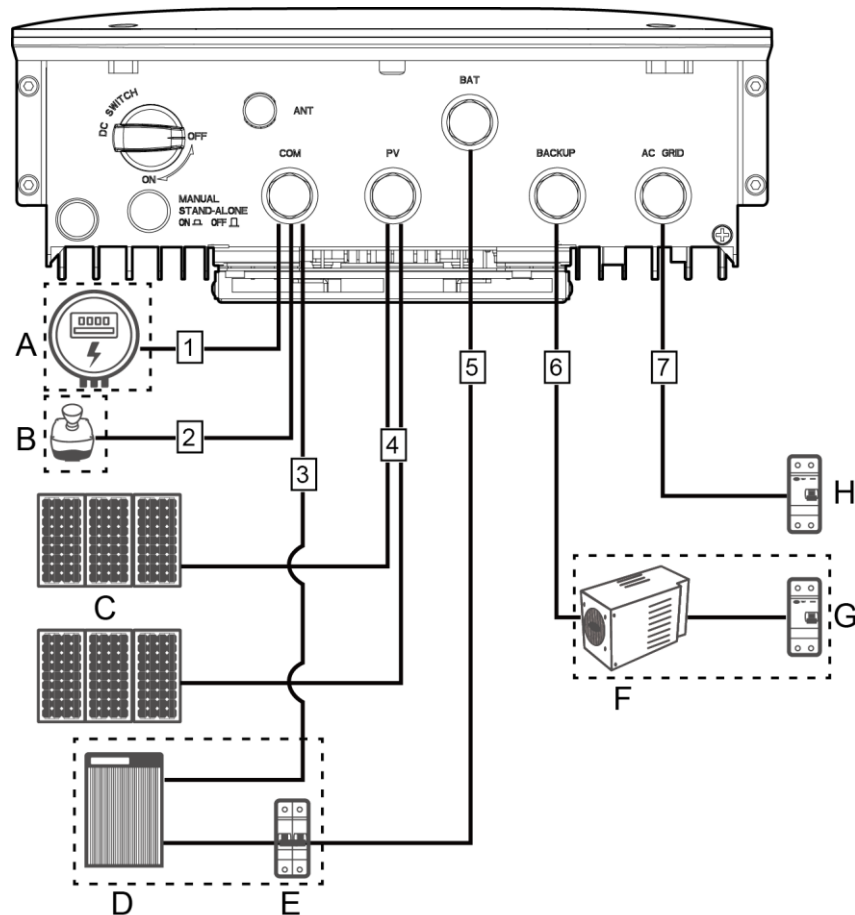 BAT
DC SWITCH
ANT
OFF
COM
PV
BACKUP
AC GRID
ON
MANUAL
STAND-ALONE
ON OFF
A
1
5
6
7
B
2
4
3
H
C
G
F
D
E